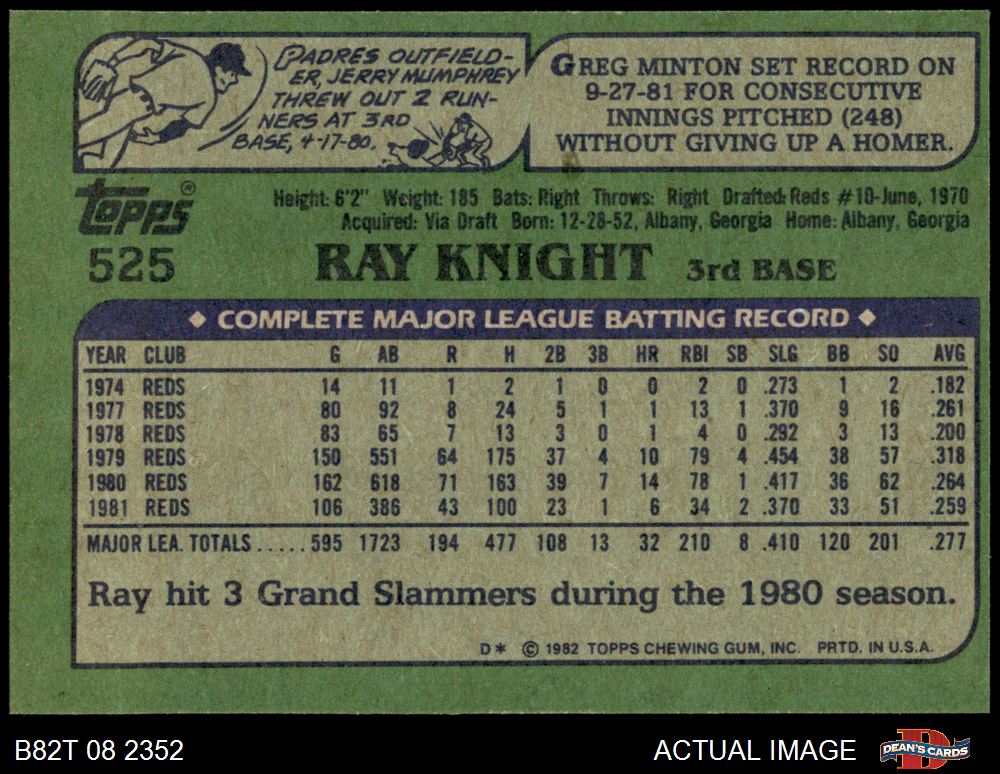 PADRES OUTFIELD-
ER, JERRY MUMPHREY
THREW OUT 2 RUN-
NERS AT 3RD
BASE, 4-17-80.
GREG MINTON SET RECORD ON
9-27-81 FOR CONSECUTIVE
INNINGS PITCHED (248)
WITHOUT GIVING UP A HOMER.
Topps®
525
Height: 6'2" Weight: 185 Bats: Right Throws: Right Drafted: Reds #10-June, 1970
Acquired: Via Draft Born: 12-28-52, Albany, Georgia Home: Albany, Georgia
RAY KNIGHT 3rd BASE
◆ COMPLETE MAJOR LEAGUE BATTING RECORD ◆
YEAR CLUB G AB R H 2B 3B HR RBI SB SLG BB SO AVG
1974 REDS 14 11 1 2 1 0 0 2 0 .273 1 2 .182
1977 REDS 80 92 8 24 5 1 1 13 1 .370 9 16 .261
1978 REDS 83 65 7 13 3 0 1 4 0 .292 3 13 .200
1979 REDS 150 551 64 175 37 4 10 79 4 .454 38 57 .318
1980 REDS 162 618 71 163 39 7 14 78 1 .417 36 62 .264
1981 REDS 106 386 43 100 23 1 6 34 2 .370 33 51 .259
MAJOR LEA. TOTALS.....595 1723 194 477 108 13 32 210 8 .410 120 201 .277
Ray hit 3 Grand Slammers during the 1980 season.
D* © 1982 TOPPS CHEWING GUM, INC. PRTD. IN U.S.A.
B82T 08 2352
ACTUAL IMAGE
DEAN'S CARDS